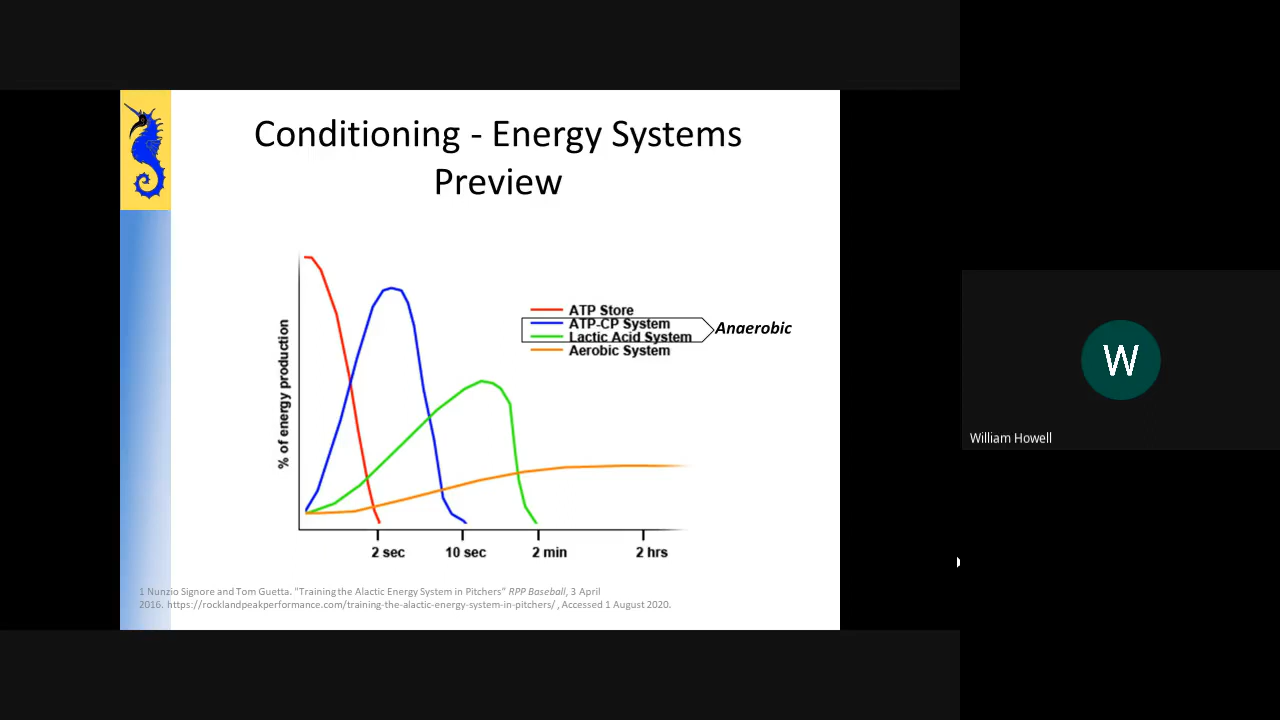 Conditioning - Energy Systems
Preview
% of energy production
ATP Store
ATP-CP System
Lactic Acid System
Aerobic System
Anaerobic
2 sec
10 sec
2 min
2 hrs
1 Nunzio Signore and Tom Guetta. "Training the Alactic Energy System in Pitchers" RPP Baseball, 3 April
2016. https://rocklandpeakperformance.com/training-the-alactic-energy-system-in-pitchers/ , Accessed 1 August 2020.
W
William Howell